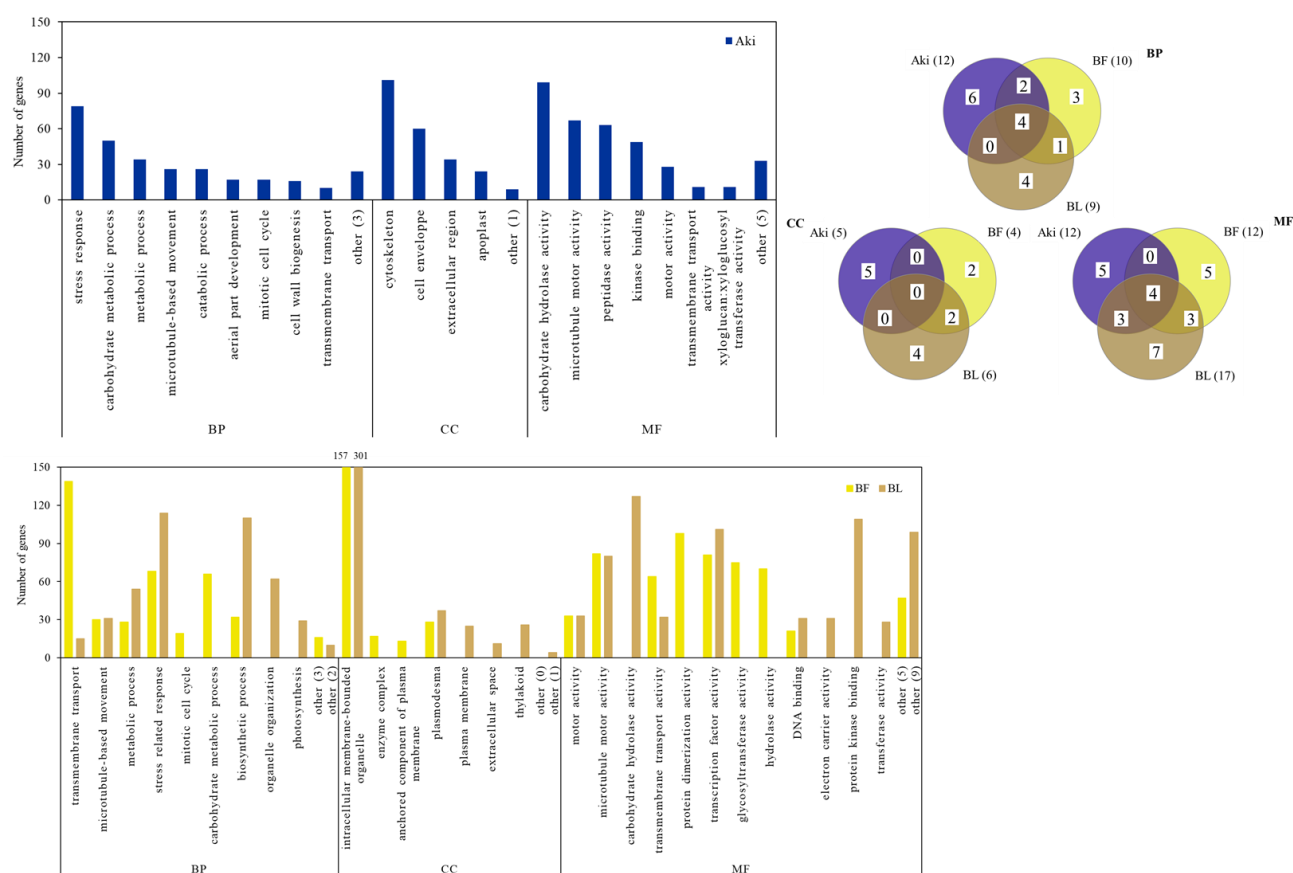 150
120
90
60
30
0
Number of genes
Aki
stress response
carbohydrate metabolic process
metabolic process
microtubule-based movement
catabolic process
aerial part development
mitotic cell cycle
cell wall biogenesis
transmembrane transport
other (3)
cytoskeleton
cell enveloppe
extracellular region
apoplast
other (1)
carbohydrate hydrolase activity
microtubule motor activity
peptidase activity
kinase binding
motor activity
transmembrane transport
activity
xyloglucan:xyloglucosyl
transferase activity
other (5)
BP
CC
MF
BP
Aki (12)
BF (10)
6
2
3
4
0
1
4
BL (9)
CC
Aki (5)
BF (4)
5
0
2
0
0
2
4
BL (6)
MF
Aki (12)
BF (12)
5
0
5
4
3
3
7
BL (17)
157 301
150
120
90
60
30
0
Number of genes
BF
BL
transmembrane transport
microtubule-based movement
metabolic process
stress related response
mitotic cell cycle
carbohydrate metabolic process
biosynthetic process
organelle organization
photosynthesis
other (3)
other (2)
intracellular membrane-bounded
organelle
enzyme complex
anchored component of plasma
membrane
plasmodesma
plasma membrane
extracellular space
thylakoid
other (0)
other (1)
motor activity
microtubule motor activity
carbohydrate hydrolase activity
transmembrane transport activity
protein dimerization activity
transcription factor activity
glycosyltransferase activity
hydrolase activity
DNA binding
electron carrier activity
protein kinase binding
transferase activity
other (5)
other (9)
BP
CC
MF